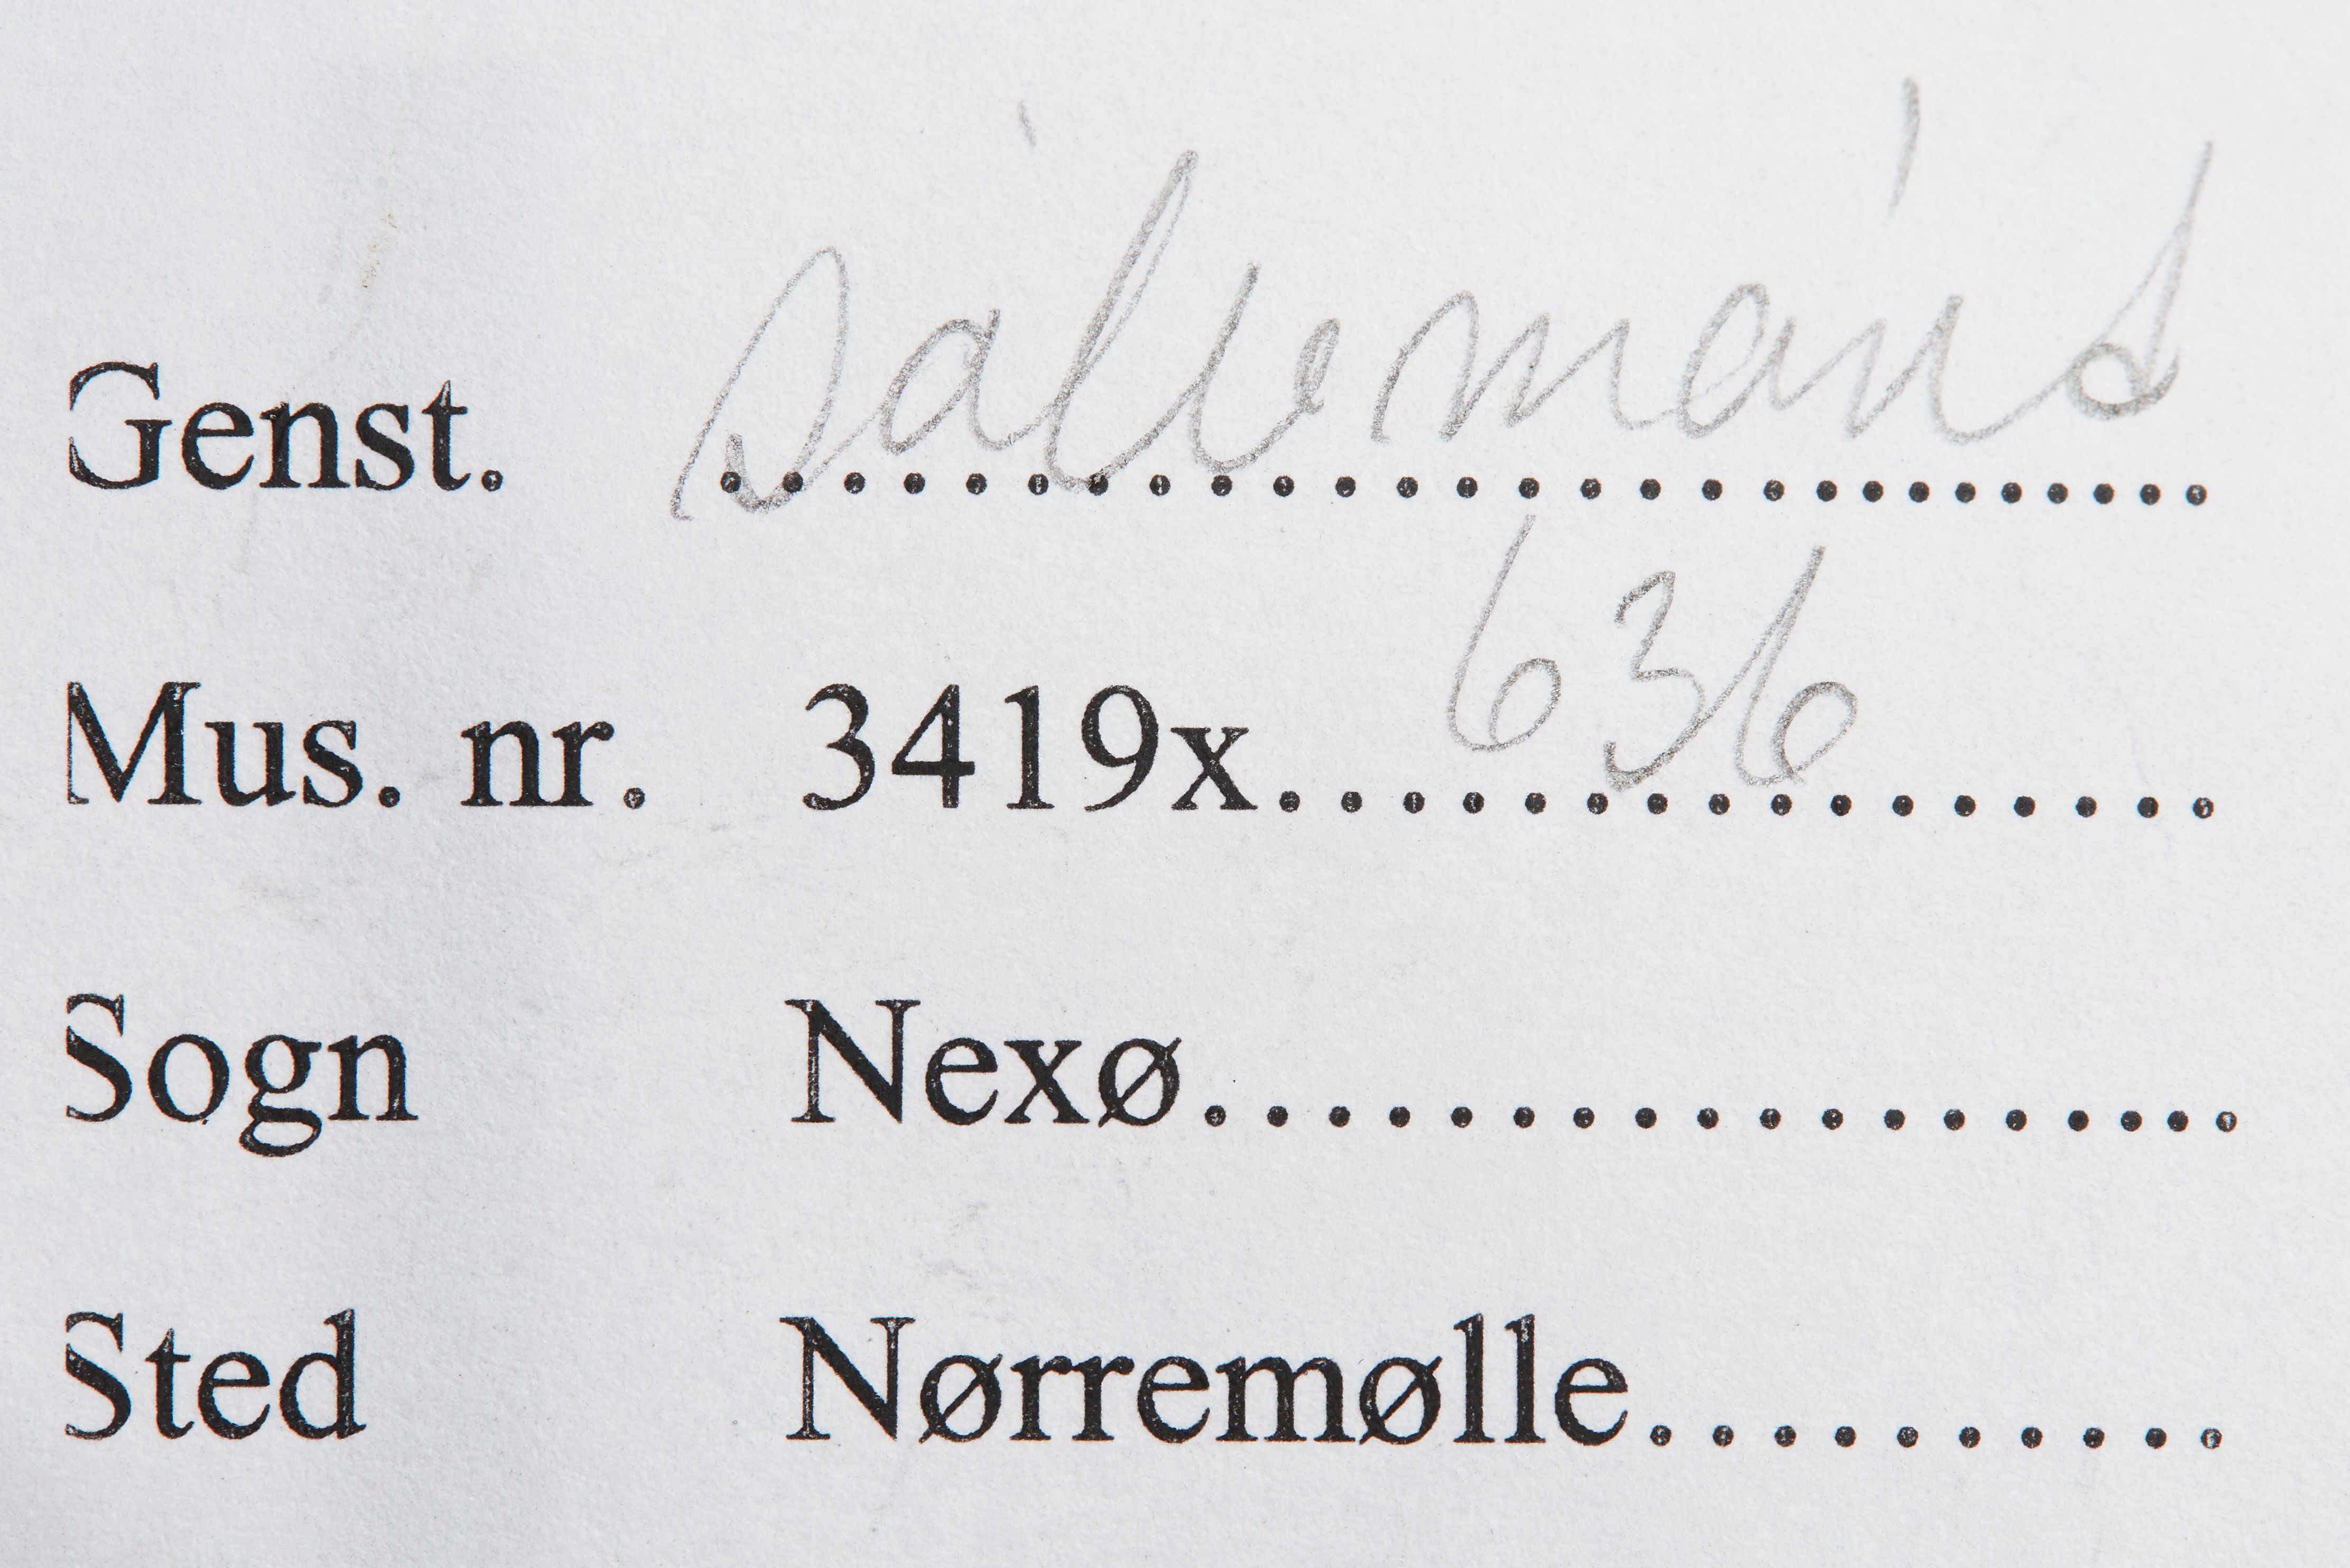 Genst.
Mus. nr. 3419x 636
Sogn Nexø
Sted Nørremølle